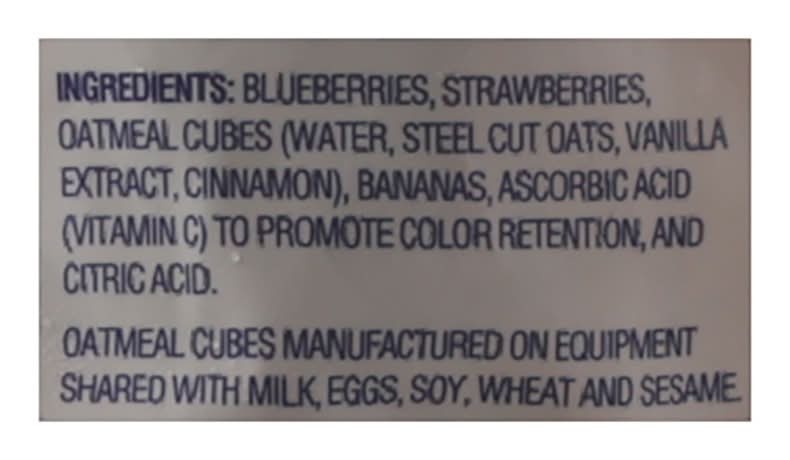 INGREDIENTS: BLUEBERRIES, STRAWBERRIES,
OATMEAL CUBES (WATER, STEEL CUT OATS, VANILLA
EXTRACT, CINNAMON), BANANAS, ASCORBIC ACID
(VITAMIN C) TO PROMOTE COLOR RETENTION, AND
CITRIC ACID.
OATMEAL CUBES MANUFACTURED ON EQUIPMENT
SHARED WITH MILK, EGGS, SOY, WHEAT AND SESAME.